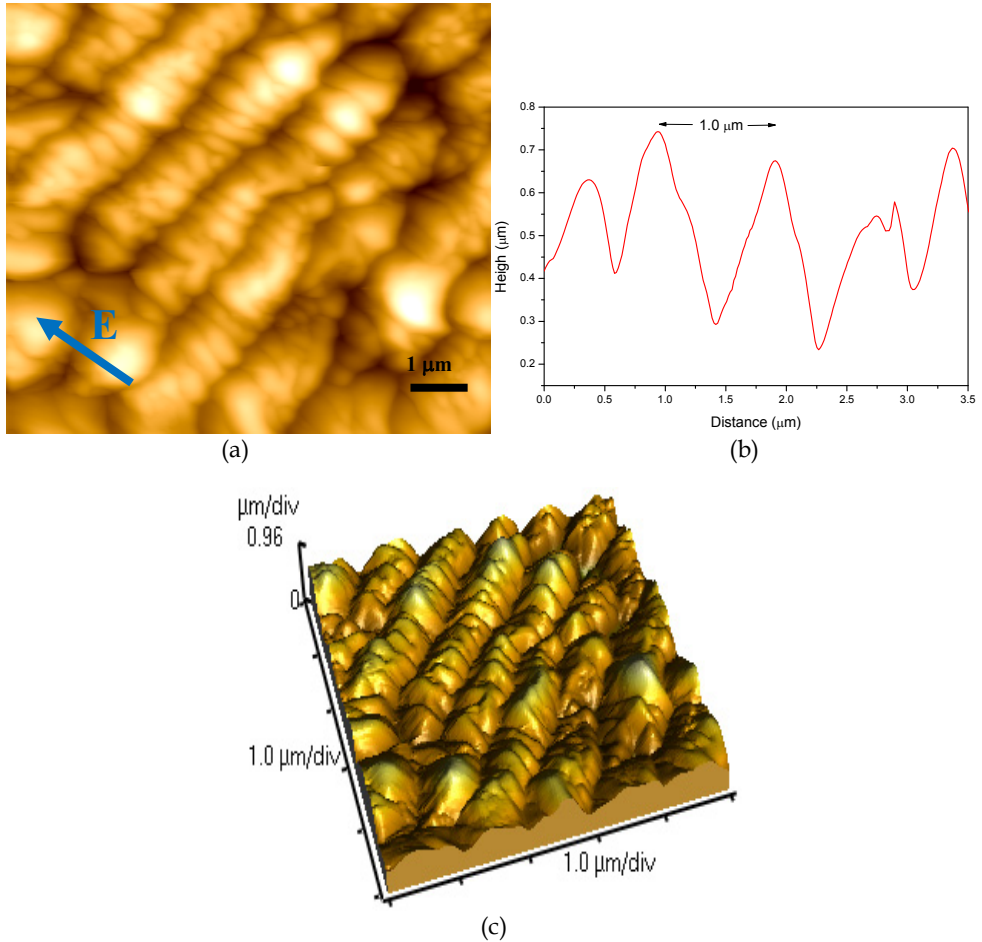 E
1 μm
(a)
1.0 μm
Heigh (μm)
0.8
0.7
0.6
0.5
0.4
0.3
0.2
0.0 0.5 1.0 1.5 2.0 2.5 3.0 3.5
Distance (μm)
(b)
μm/div
0.96
0
1.0 μm/div
1.0 μm/div
(c)